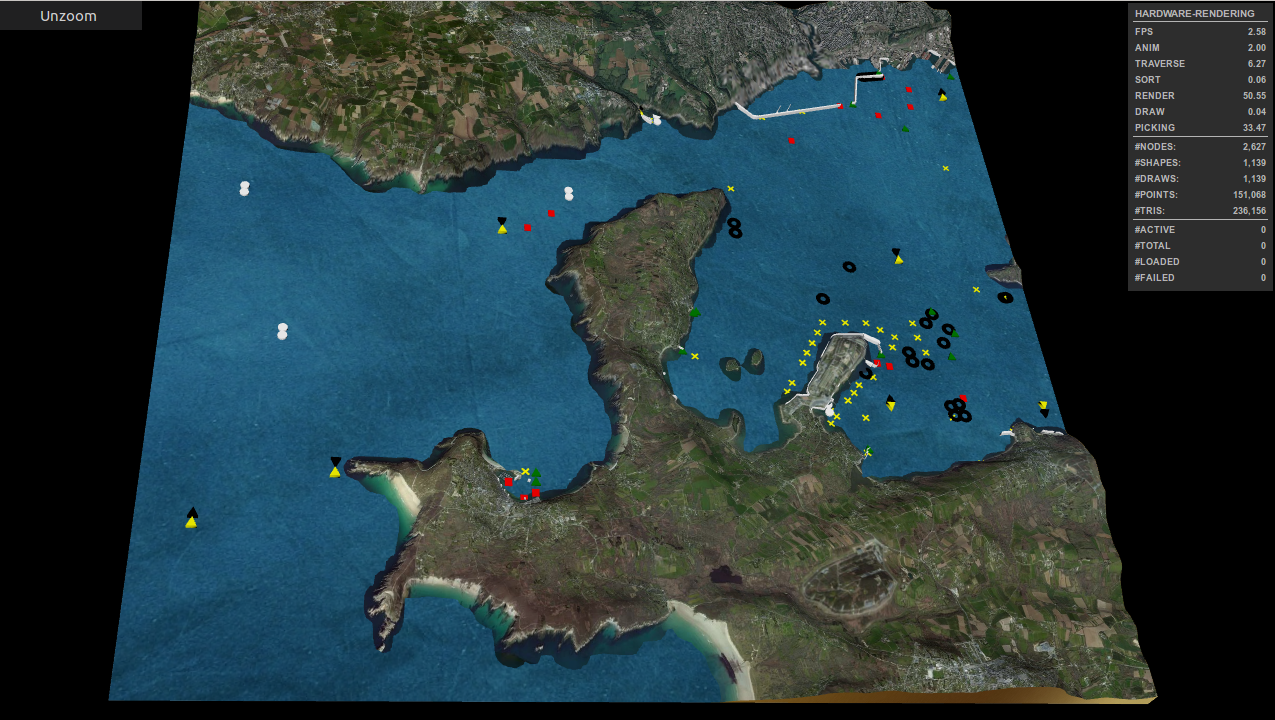 Unzoom
HARDWARE-RENDERING
FPS 2.58
ANIM 2.00
TRAVERSE 6.27
SORT 0.06
RENDER 50.55
DRAW 0.04
PICKING 33.47
#NODES: 2,627
#SHAPES: 1,139
#DRAWS: 1,139
#POINTS: 151,068
#TRIS: 236,156
#ACTIVE 0
#TOTAL 0
#LOADED 0
#FAILED 0